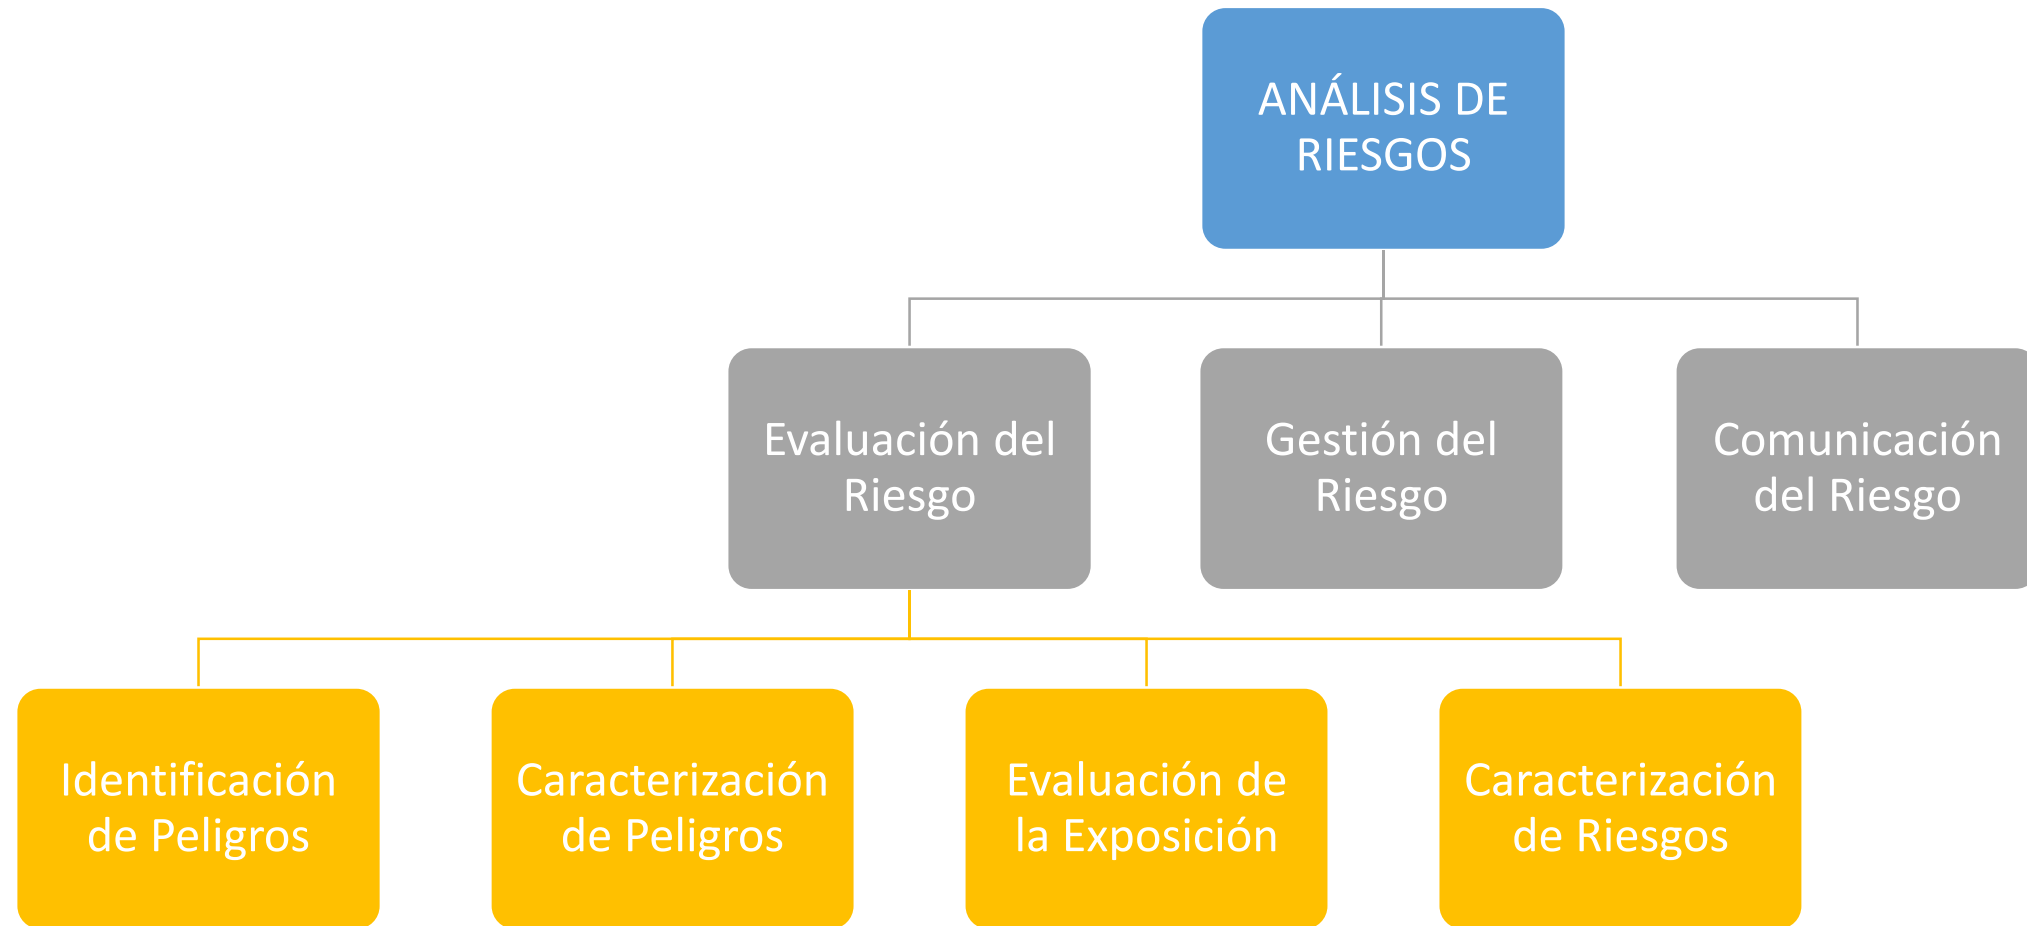 ANÁLISIS DE
RIESGOS
Evaluación del
Riesgo
Gestión del
Riesgo
Comunicación
del Riesgo
Identificación
de Peligros
Caracterización
de Peligros
Evaluación de
la Exposición
Caracterización
de Riesgos